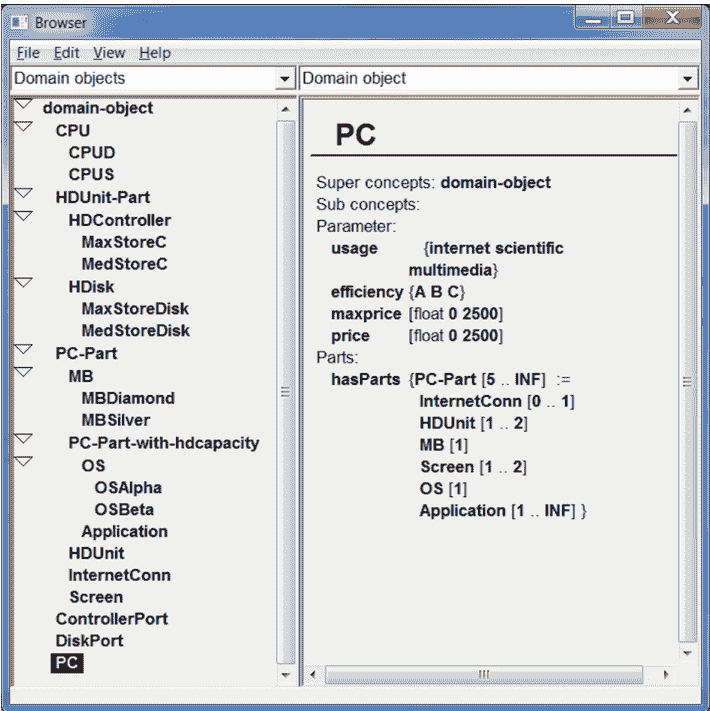 Browser
File Edit View Help
Domain objects
Domain object
domain-object
CPU
CPUD
CPUS
HDUnit-Part
HDController
MaxStoreC
MedStoreC
HDisk
MaxStoreDisk
MedStoreDisk
PC-Part
MB
MBDiamond
MBSilver
PC-Part-with-hdcapacity
OS
OSAlpha
OSBeta
Application
HDUnit
InternetConn
Screen
ControllerPort
DiskPort
PC
PC
Super concepts: domain-object
Sub concepts:
Parameter:
usage {internet scientific
multimedia}
efficiency {A B C}
maxprice [float 0 2500]
price [float 0 2500]
Parts:
hasParts {PC-Part [5 .. INF] :=
InternetConn [0 .. 1]
HDUnit [1 .. 2]
MB [1]
Screen [1 .. 2]
OS [1]
Application [1 .. INF] }